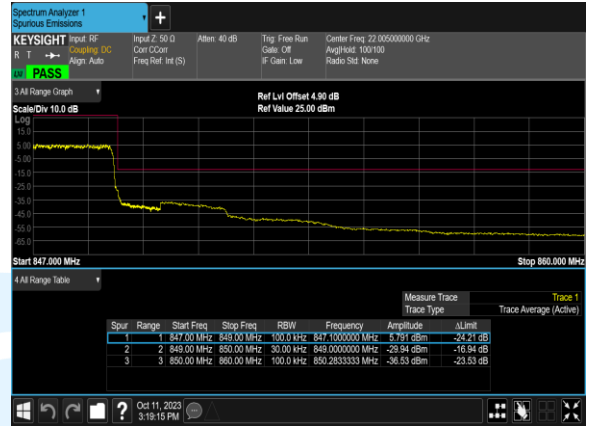 Spectrum Analyzer 1
Spurious Emissions
+
KEYSIGHT Input: RF Input Z: 50 Ω Atten: 40 dB Trig: Free Run Center Freq: 22.005000000 GHz
R T Coupling: DC Corr CCorr Gate: Off Avg|Hold: 100/100
Align: Auto Freq Ref: Int (S) IF Gain: Low Radio Std: None
PASS
3 All Range Graph
Ref Lvl Offset 4.90 dB
Scale/Div 10.0 dB Ref Value 25.00 dBm
Log
15.0
5.00
-5.00
-15.0
-25.0
-35.0
-45.0
-55.0
-65.0
Start 847.000 MHz Stop 860.000 MHz
4 All Range Table
Measure Trace Trace 1
Trace Type Trace Average (Active)
Spur Range Start Freq Stop Freq RBW Frequency Amplitude ΔLimit
1 1 847.00 MHz 849.00 MHz 100.0 kHz 847.1000000 MHz 5.791 dBm -24.21 dB
2 2 849.00 MHz 850.00 MHz 30.00 kHz 849.0000000 MHz -29.94 dBm -16.94 dB
3 3 850.00 MHz 860.00 MHz 100.0 kHz 850.2833333 MHz -36.53 dBm -23.53 dB
? Oct 11, 2023
3:19:15 PM